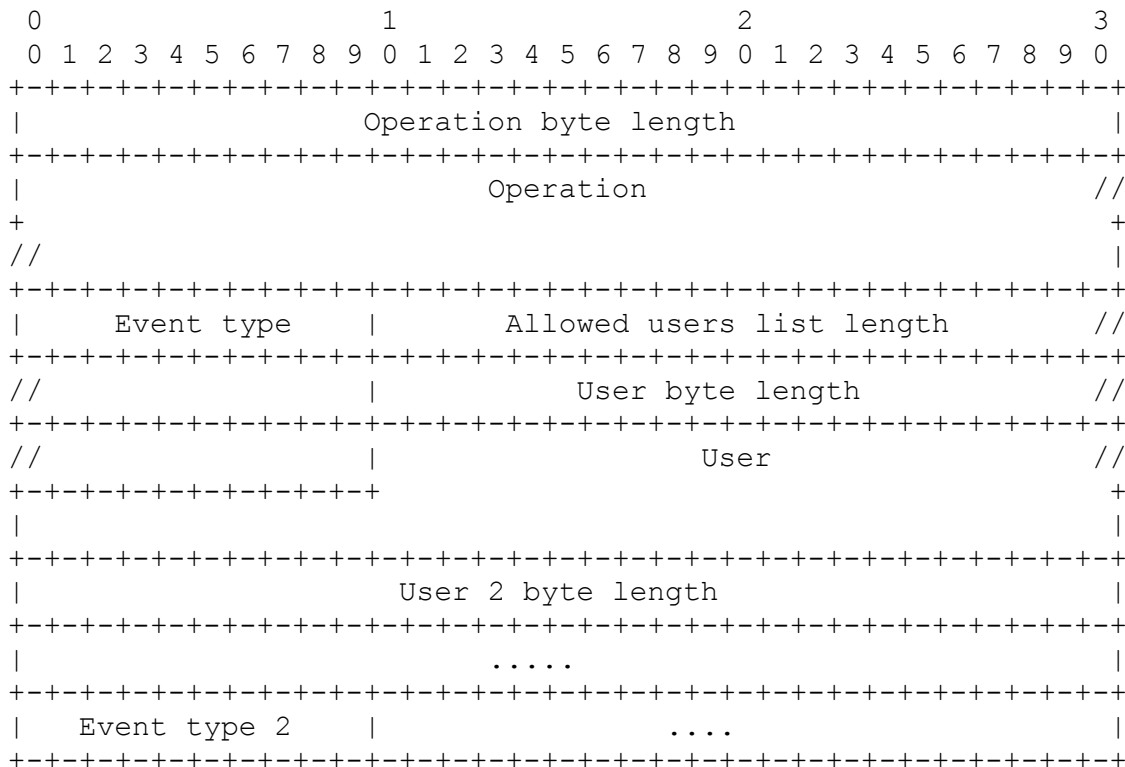 0                   1                   2                   3
 0 1 2 3 4 5 6 7 8 9 0 1 2 3 4 5 6 7 8 9 0 1 2 3 4 5 6 7 8 9 0
+-+-+-+-+-+-+-+-+-+-+-+-+-+-+-+-+-+-+-+-+-+-+-+-+-+-+-+-+-+-+-+
|                   Operation byte length                     |
+-+-+-+-+-+-+-+-+-+-+-+-+-+-+-+-+-+-+-+-+-+-+-+-+-+-+-+-+-+-+-+
|                          Operation                         //
+                                                             +
//                                                            |
+-+-+-+-+-+-+-+-+-+-+-+-+-+-+-+-+-+-+-+-+-+-+-+-+-+-+-+-+-+-+-+
|     Event type    |       Allowed users list length        //
+-+-+-+-+-+-+-+-+-+-+-+-+-+-+-+-+-+-+-+-+-+-+-+-+-+-+-+-+-+-+-+
//                  |           User byte length             //
+-+-+-+-+-+-+-+-+-+-+-+-+-+-+-+-+-+-+-+-+-+-+-+-+-+-+-+-+-+-+-+
//                  |                  User                  //
+-+-+-+-+-+-+-+-+-+-+                                         +
|                                                             |
+-+-+-+-+-+-+-+-+-+-+-+-+-+-+-+-+-+-+-+-+-+-+-+-+-+-+-+-+-+-+-+
|                     User 2 byte length                      |
+-+-+-+-+-+-+-+-+-+-+-+-+-+-+-+-+-+-+-+-+-+-+-+-+-+-+-+-+-+-+-+
|                          .....                              |
+-+-+-+-+-+-+-+-+-+-+-+-+-+-+-+-+-+-+-+-+-+-+-+-+-+-+-+-+-+-+-+
|   Event type 2    |                ....                     |
+-+-+-+-+-+-+-+-+-+-+-+-+-+-+-+-+-+-+-+-+-+-+-+-+-+-+-+-+-+-+-+